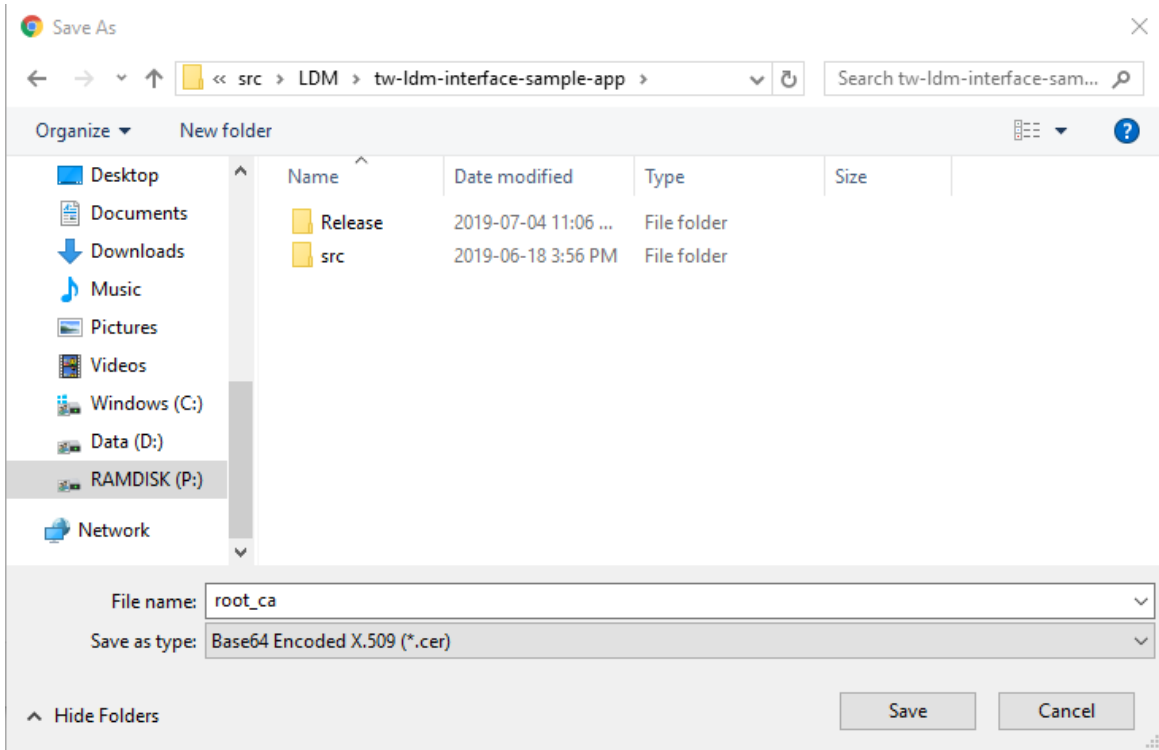 Save As
« src > LDM > tw-ldm-interface-sample-app >
Search tw-ldm-interface-sam...
Organize
New folder
?
Name
Date modified
Type
Size
Desktop
Documents
Downloads
Music
Pictures
Videos
Windows (C:)
Data (D:)
RAMDISK (P:)
Network
Release 2019-07-04 11:06 ... File folder
src 2019-06-18 3:56 PM File folder
File name: root_ca
Save as type: Base64 Encoded X.509 (*.cer)
Hide Folders
Save
Cancel